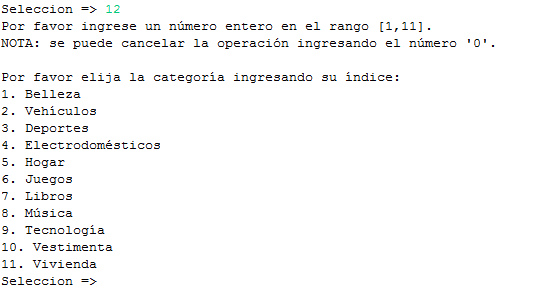 Seleccion => 12
Por favor ingrese un número entero en el rango [1,11].
NOTA: se puede cancelar la operación ingresando el número '0'.

Por favor elija la categoría ingresando su índice:
1. Belleza
2. Vehículos
3. Deportes
4. Electrodomésticos
5. Hogar
6. Juegos
7. Libros
8. Música
9. Tecnología
10. Vestimenta
11. Vivienda
Seleccion =>